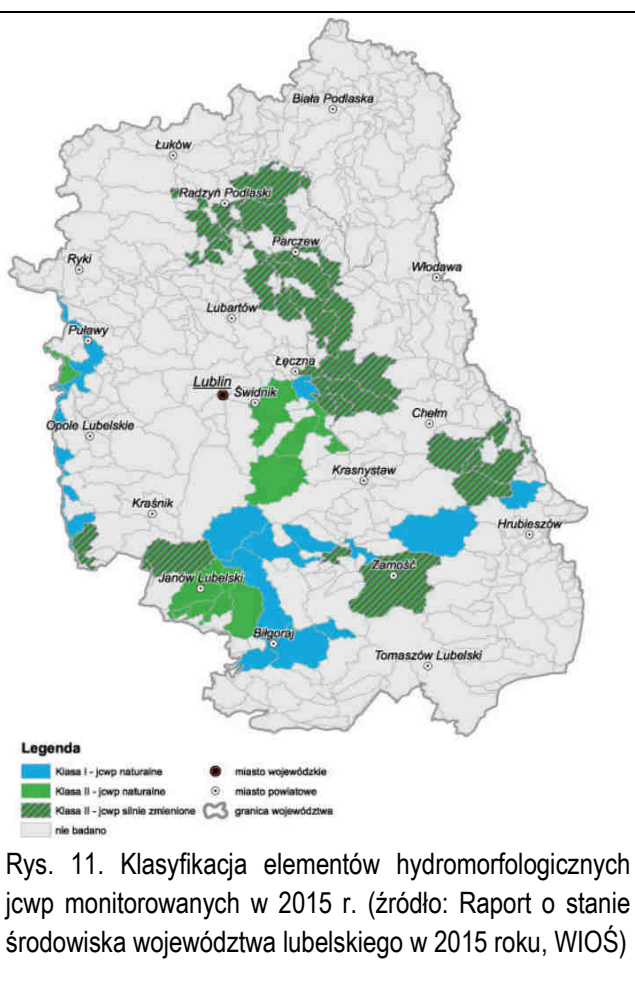 Biała Podlaska
Łuków
Radzyń Podlaski
Parczew
Ryki
Włodawa
Lubartów
Puławy
Łęczna
Lublin
Świdnik
Chełm
Opole Lubelskie
Krasnystaw
Kraśnik
Hrubieszów
Zamość
Janów Lubelski
Biłgoraj
Tomaszów Lubelski
Legenda
Klasa I - jcwp naturalne
miasto wojewódzkie
Klasa II - jcwp naturalne
miasto powiatowe
Klasa II - jcwp silnie zmienione
granica województwa
nie badano
Rys. 11. Klasyfikacja elementów hydromorfologicznych
jcwp monitorowanych w 2015 r. (źródło: Raport o stanie
środowiska województwa lubelskiego w 2015 roku, WIOŚ)